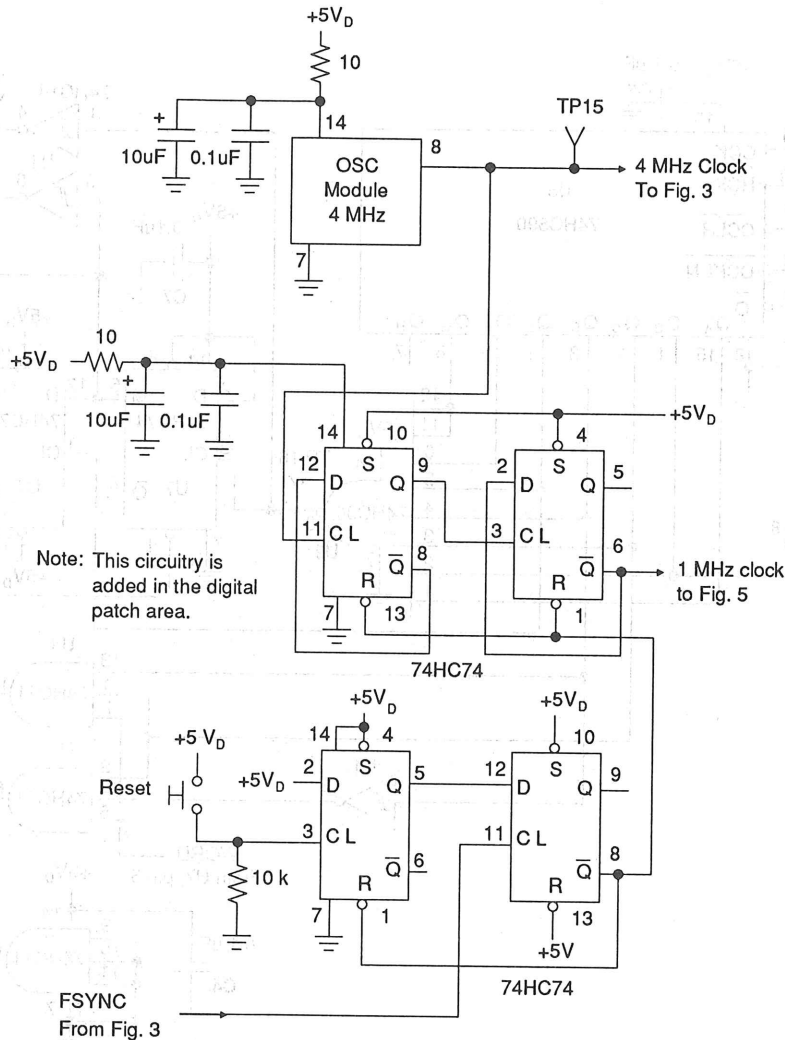 +5VD
10
+
10uF
0.1uF
14
OSC
Module
4 MHz
8
7
TP15
4 MHz Clock
To Fig. 3
10
+5VD
+
10uF
0.1uF
+5VD
14
10
12
D
S
Q
9
11
CL
Q̅
8
R
7
13
4
2
D
S
Q
5
3
CL
Q̅
6
R
1
1 MHz clock
to Fig. 5
Note: This circuitry is
added in the digital
patch area.
74HC74
+5 VD
Reset
10 k
+5VD
14
4
+5VD
2
D
S
Q
5
3
CL
Q̅
6
R
7
1
+5VD
10
12
D
S
Q
9
11
CL
Q̅
8
R
13
+5V
74HC74
FSYNC
From Fig. 3